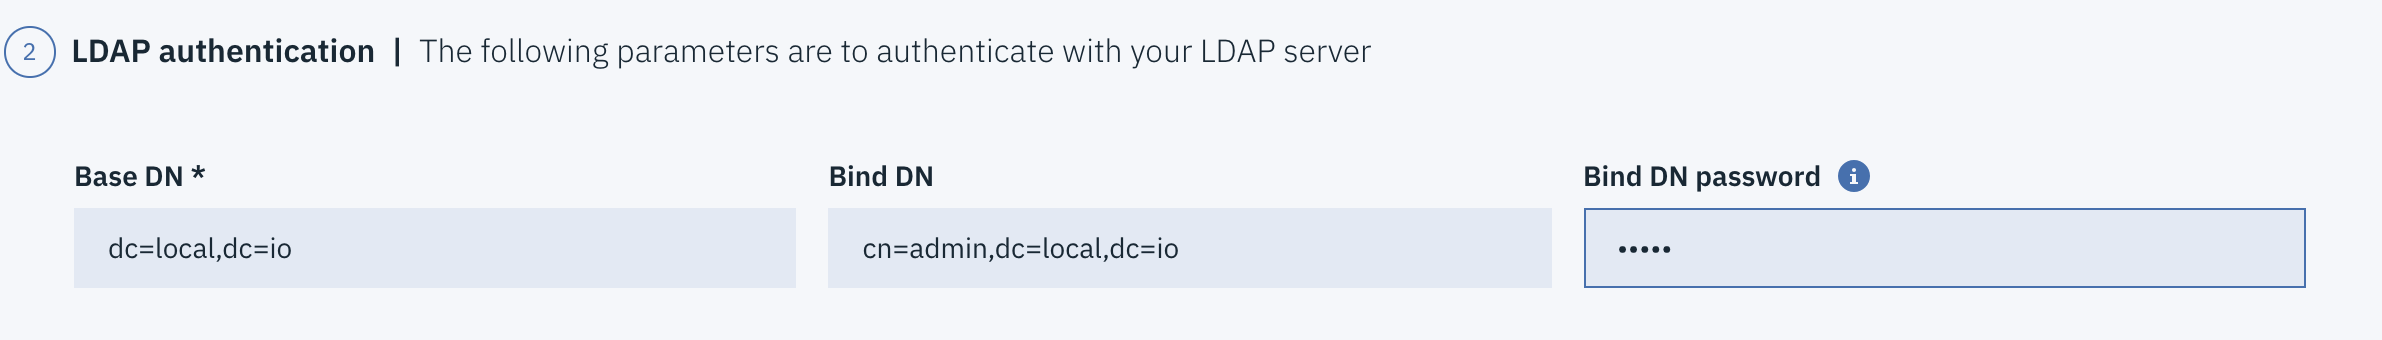 2 LDAP authentication | The following parameters are to authenticate with your LDAP server
Base DN * Bind DN Bind DN password i
dc=local,dc=io cn=admin,dc=local,dc=io •••••